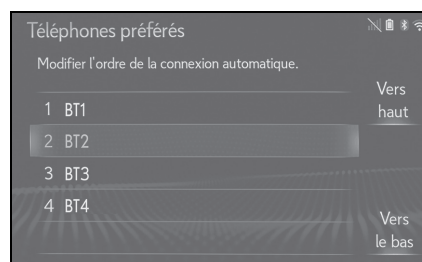 Téléphones préférés
Modifier l'ordre de la connexion automatique.
Vers
haut
1 BT1
2 BT2
3 BT3
4 BT4
Vers
le bas